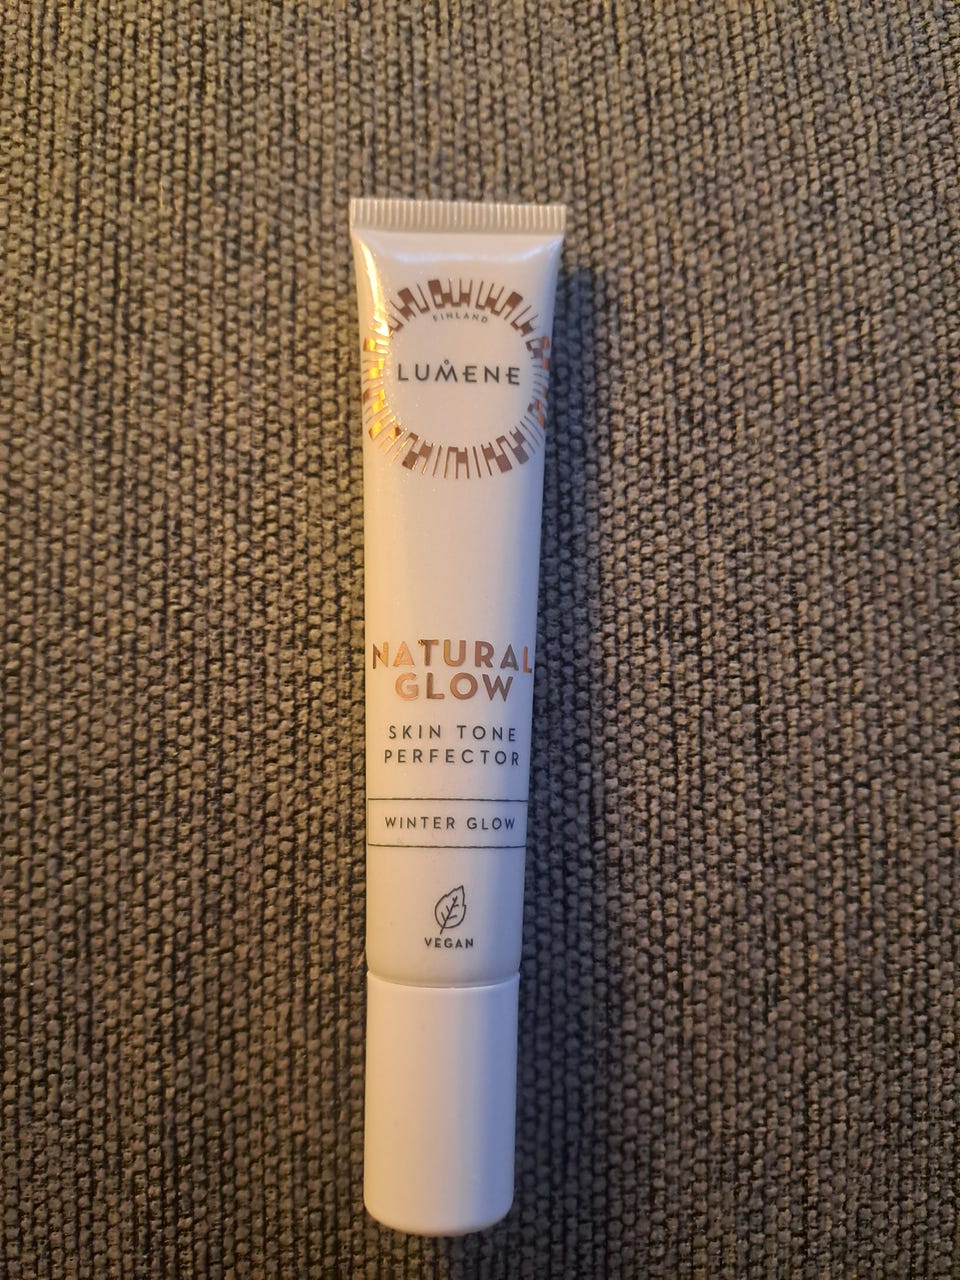 FINLAND
LUMENE
NATURAL
GLOW
SKIN TONE
PERFECTOR
WINTER GLOW
VEGAN